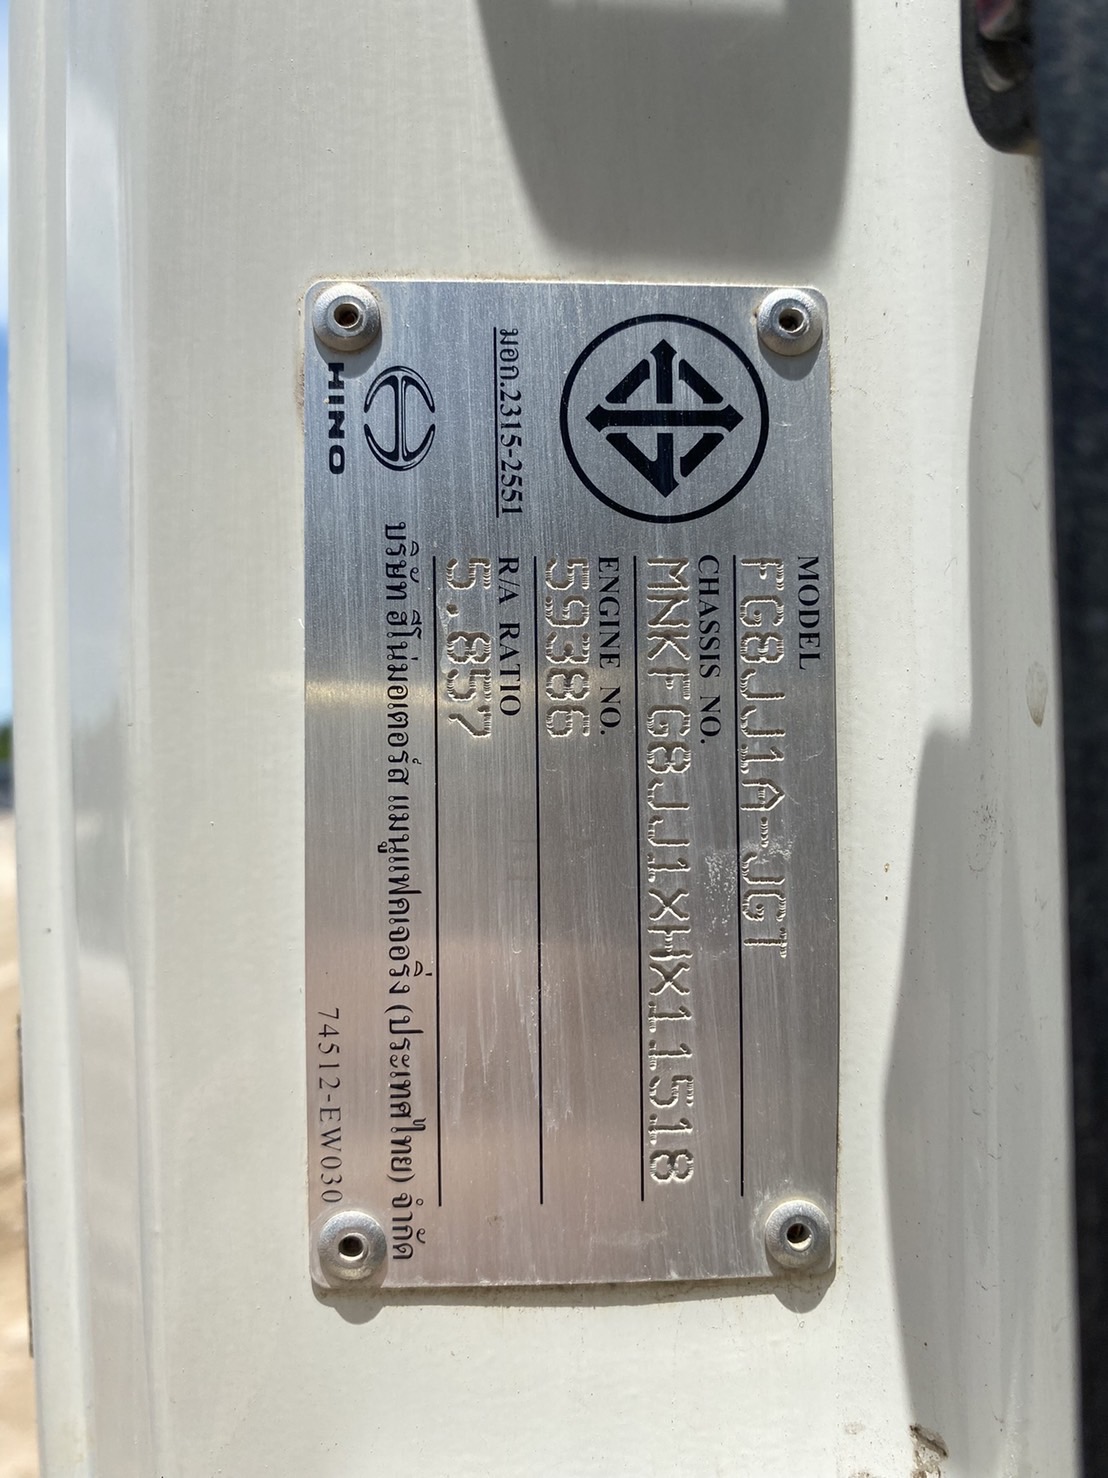 MODEL
FG8JJ1A-JGT
CHASSIS NO.
MNKFG8JJ1XHX11518
ENGINE NO.
59386
มอก.2315-2551
R/A RATIO
5.857
HINO
บริษัท ฮีโน่มอเตอร์ส แมนูแฟคเจอริ่ง (ประเทศไทย) จำกัด
74512-EW030